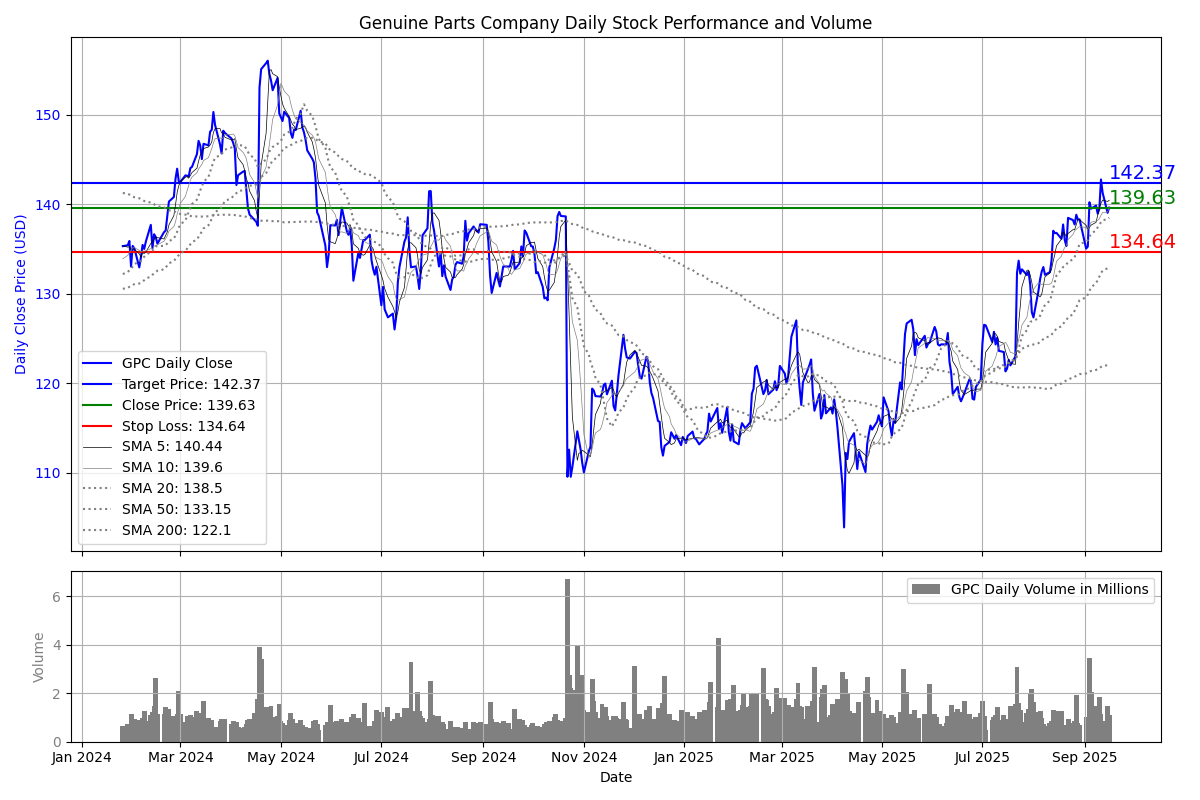 Genuine Parts Company Daily Stock Performance and Volume
Daily Close Price (USD)
150
140
130
120
110
142.37
139.63
134.64
GPC Daily Close
Target Price: 142.37
Close Price: 139.63
Stop Loss: 134.64
SMA 5: 140.44
SMA 10: 139.6
SMA 20: 138.5
SMA 50: 133.15
SMA 200: 122.1
Volume
6
4
2
0
GPC Daily Volume in Millions
Jan 2024
Mar 2024
May 2024
Jul 2024
Sep 2024
Nov 2024
Jan 2025
Mar 2025
May 2025
Jul 2025
Sep 2025
Date